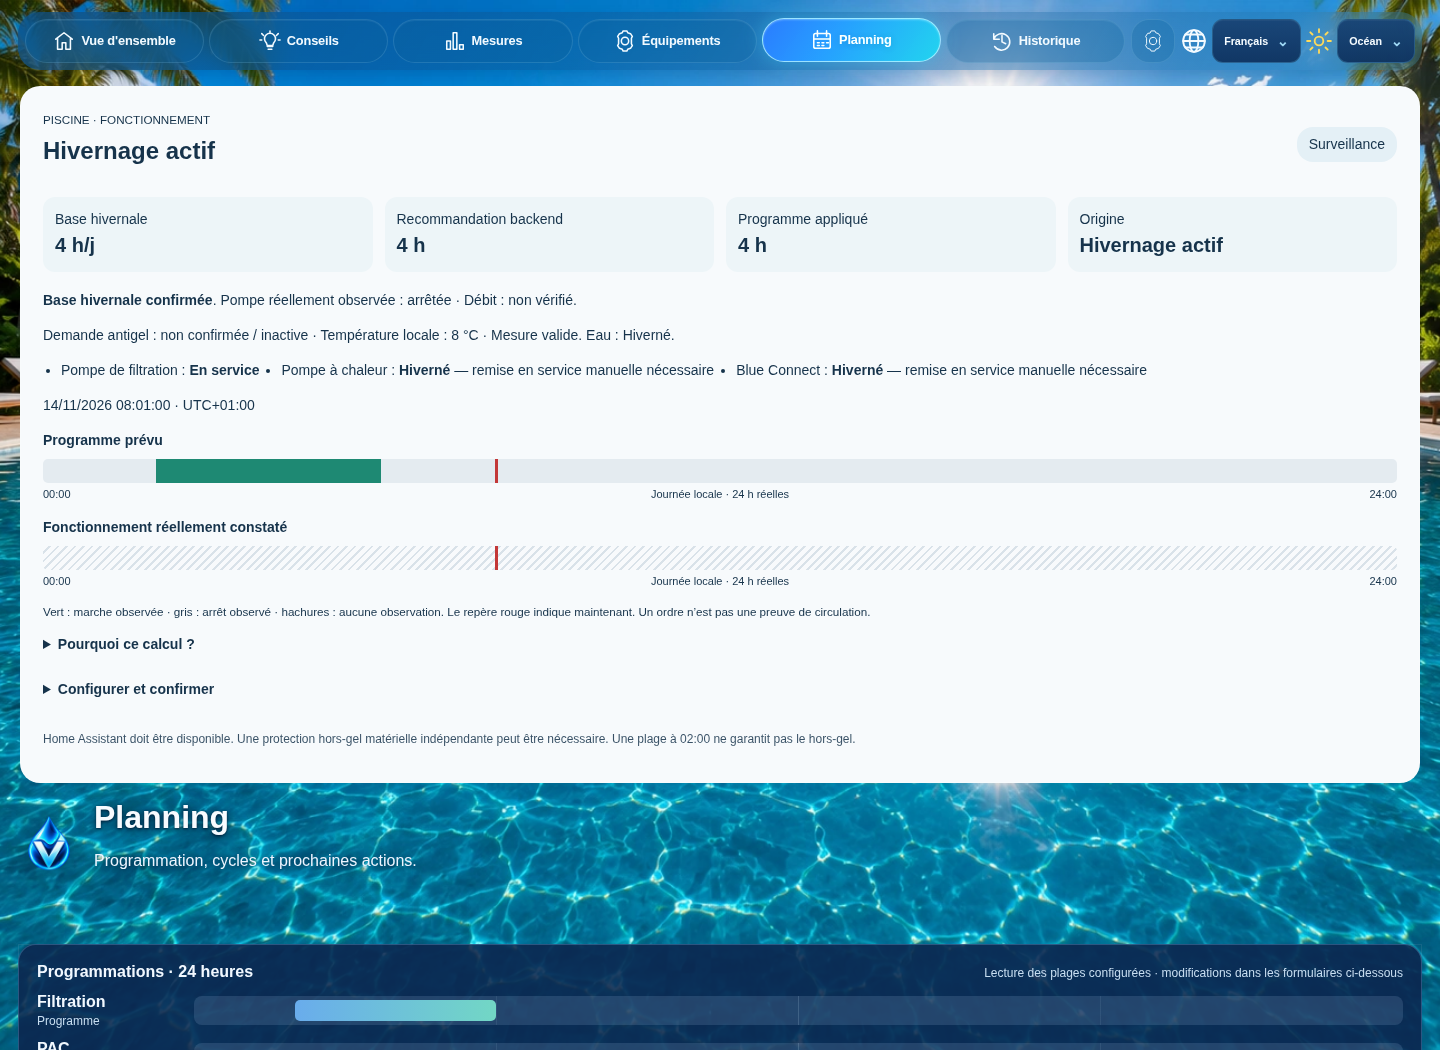 Vue d'ensemble
Conseils
Mesures
Équipements
Planning
Historique
Français
Océan
PISCINE · FONCTIONNEMENT
Hivernage actif
Surveillance
Base hivernale
4 h/j
Recommandation backend
4 h
Programme appliqué
4 h
Origine
Hivernage actif
Base hivernale confirmée. Pompe réellement observée : arrêtée · Débit : non vérifié.
Demande antigel : non confirmée / inactive · Température locale : 8 °C · Mesure valide. Eau : Hiverné.
• Pompe de filtration : En service • Pompe à chaleur : Hiverné — remise en service manuelle nécessaire • Blue Connect : Hiverné — remise en service manuelle nécessaire
14/11/2026 08:01:00 · UTC+01:00
Programme prévu
00:00 Journée locale · 24 h réelles 24:00
Fonctionnement réellement constaté
00:00 Journée locale · 24 h réelles 24:00
Vert : marche observée · gris : arrêt observé · hachures : aucune observation. Le repère rouge indique maintenant. Un ordre n’est pas une preuve de circulation.
Pourquoi ce calcul ?
Configurer et confirmer
Home Assistant doit être disponible. Une protection hors-gel matérielle indépendante peut être nécessaire. Une plage à 02:00 ne garantit pas le hors-gel.
Planning
Programmation, cycles et prochaines actions.
Programmations · 24 heures
Lecture des plages configurées · modifications dans les formulaires ci-dessous
Filtration
Programme
PAC